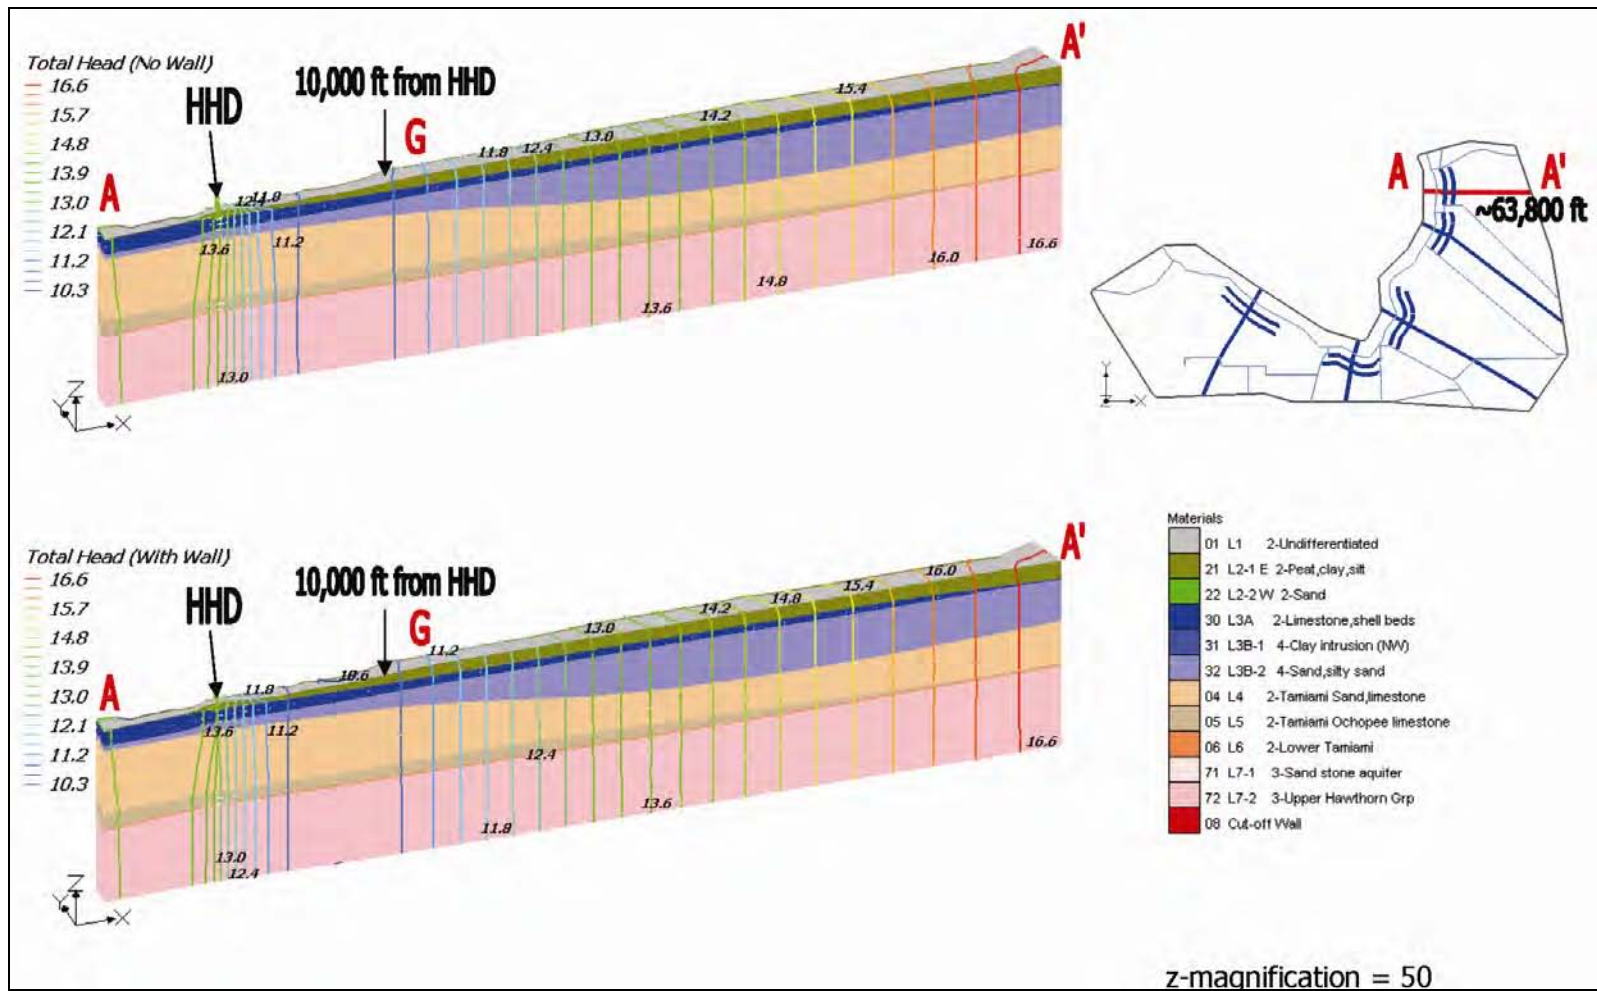 Total Head (No Wall)
16.6
15.7
14.8
13.9
13.0
12.1
11.2
10.3
HHD
10,000 ft from HHD
A
G
A'
12.4
11.8
11.8
12.4
13.0
14.2
15.4
13.6
11.2
13.0
13.6
14.8
16.0
16.6
Z
Y
X
A
A'
~63,800 ft
Y
Z
X
Total Head (With Wall)
16.6
15.7
14.8
13.9
13.0
12.1
11.2
10.3
HHD
10,000 ft from HHD
A
G
A'
11.8
10.6
11.2
13.0
14.2
14.8
15.4
16.0
13.6
11.2
12.4
16.6
13.0
12.4
11.8
13.6
Z
Y
X
Materials
01 L1 2-Undifferentiated
21 L2-1 E 2-Peat,clay,silt
22 L2-2 W 2-Sand
30 L3A 2-Limestone,shell beds
31 L3B-1 4-Clay intrusion (NW)
32 L3B-2 4-Sand,silty sand
04 L4 2-Tamiami Sand,limestone
05 L5 2-Tamiami Ochopee limestone
06 L6 2-Lower Tamiami
71 L7-1 3-Sand stone aquifer
72 L7-2 3-Upper Hawthorn Grp
08 Cut-off Wall
z-magnification = 50